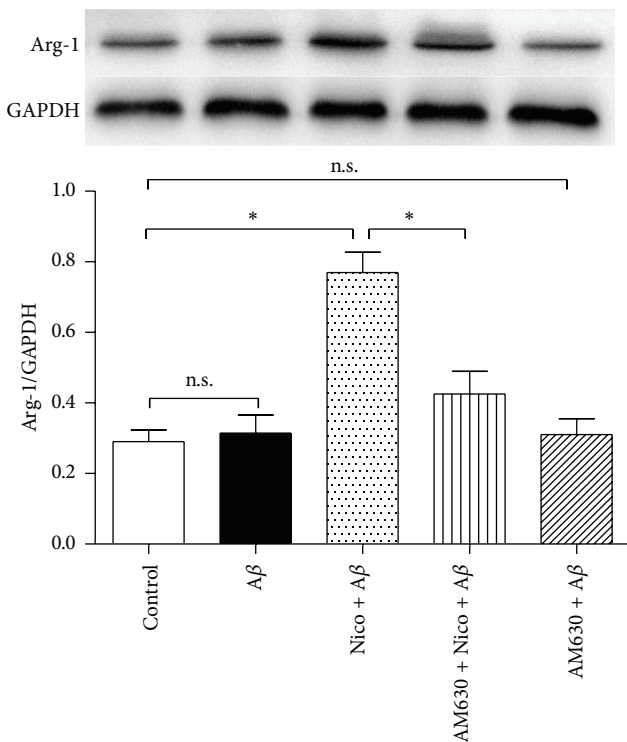 Arg-1
GAPDH
n.s.
1.0
*
*
0.8
Arg-1/GAPDH
0.6
n.s.
0.4
0.2
0.0
Control
Aβ
Nico + Aβ
AM630 + Nico + Aβ
AM630 + Aβ